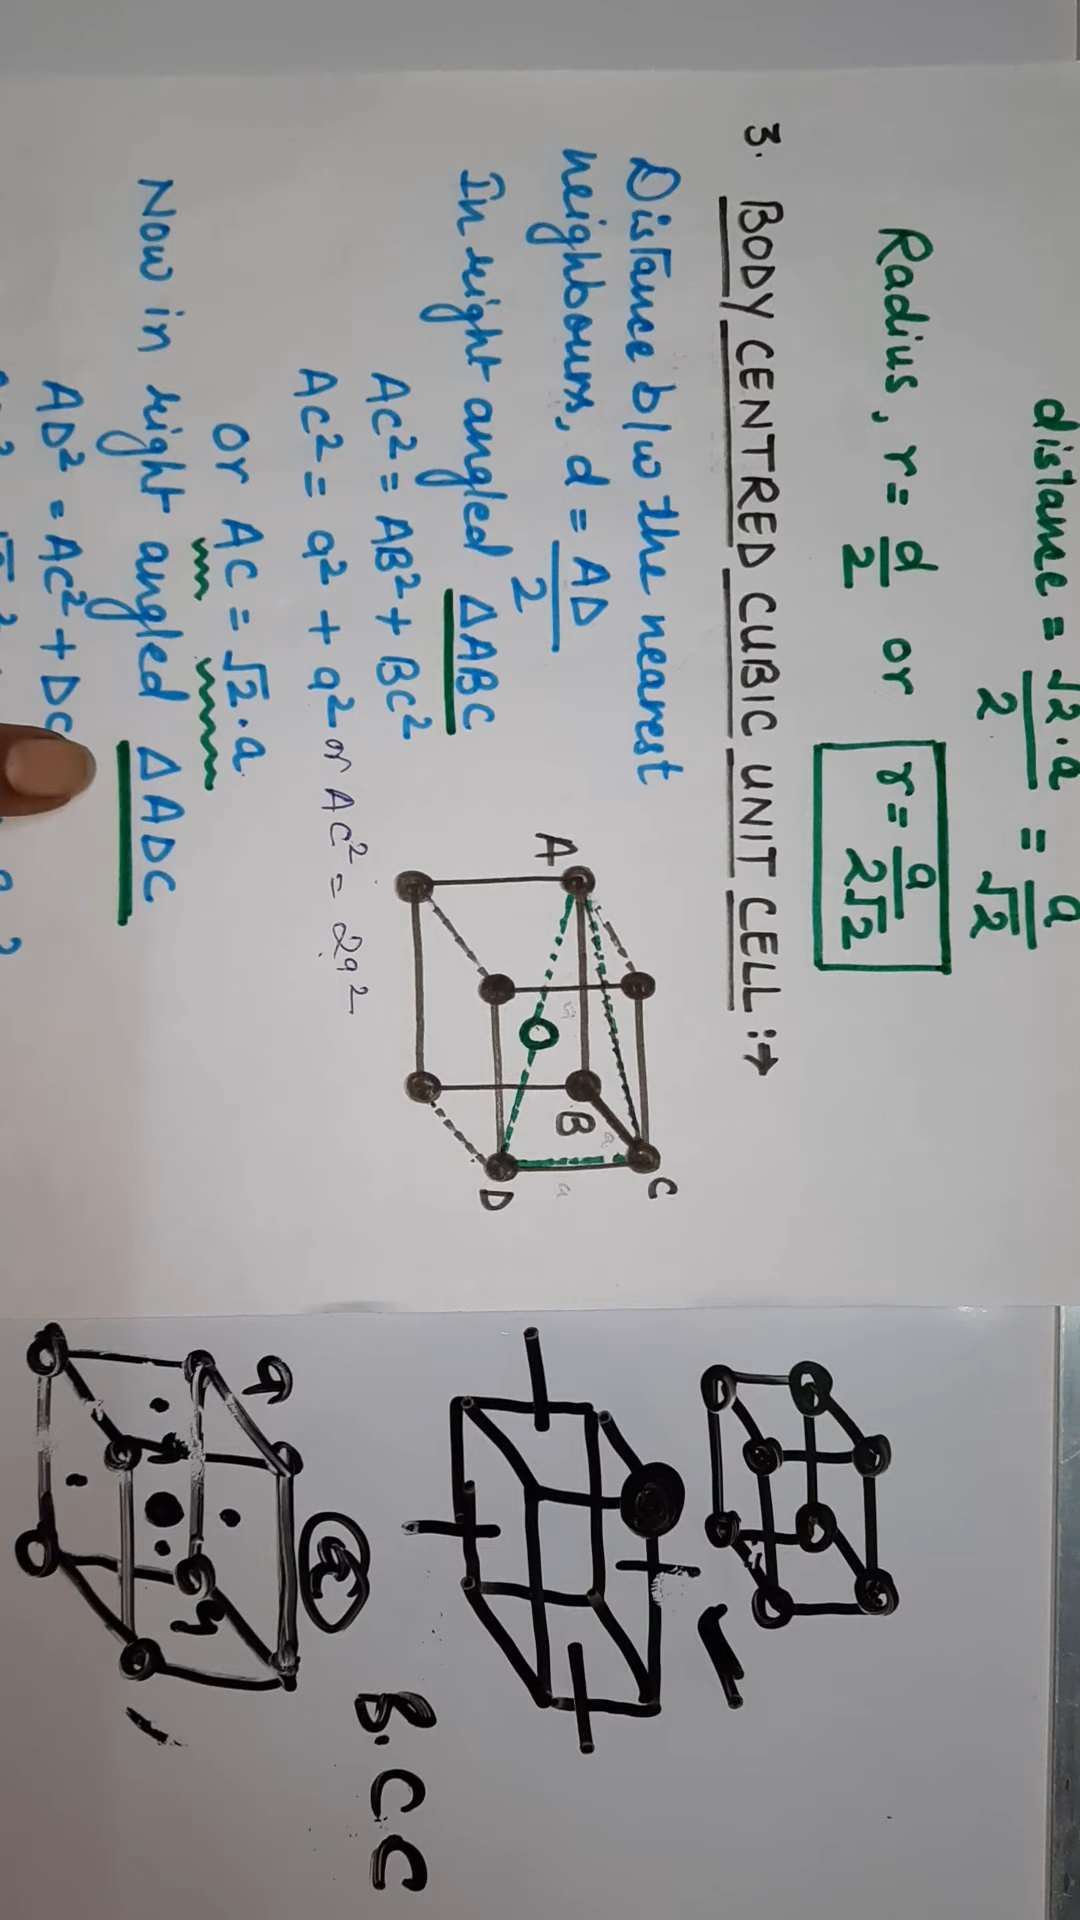 distance = √2.a/2 = a/√2
Radius, r = d/2 or r = a/2√2
3. BODY CENTRED CUBIC UNIT CELL :→
Distance b/w the nearest
neighbours, d = AD/2
In right angled ΔABC
AC² = AB² + BC²
AC² = a² + a² or AC² = 2a²
or AC = √2.a
Now in right angled ΔADC
AD² = AC² + DC
A
B
C
D
a
a
B.C.C